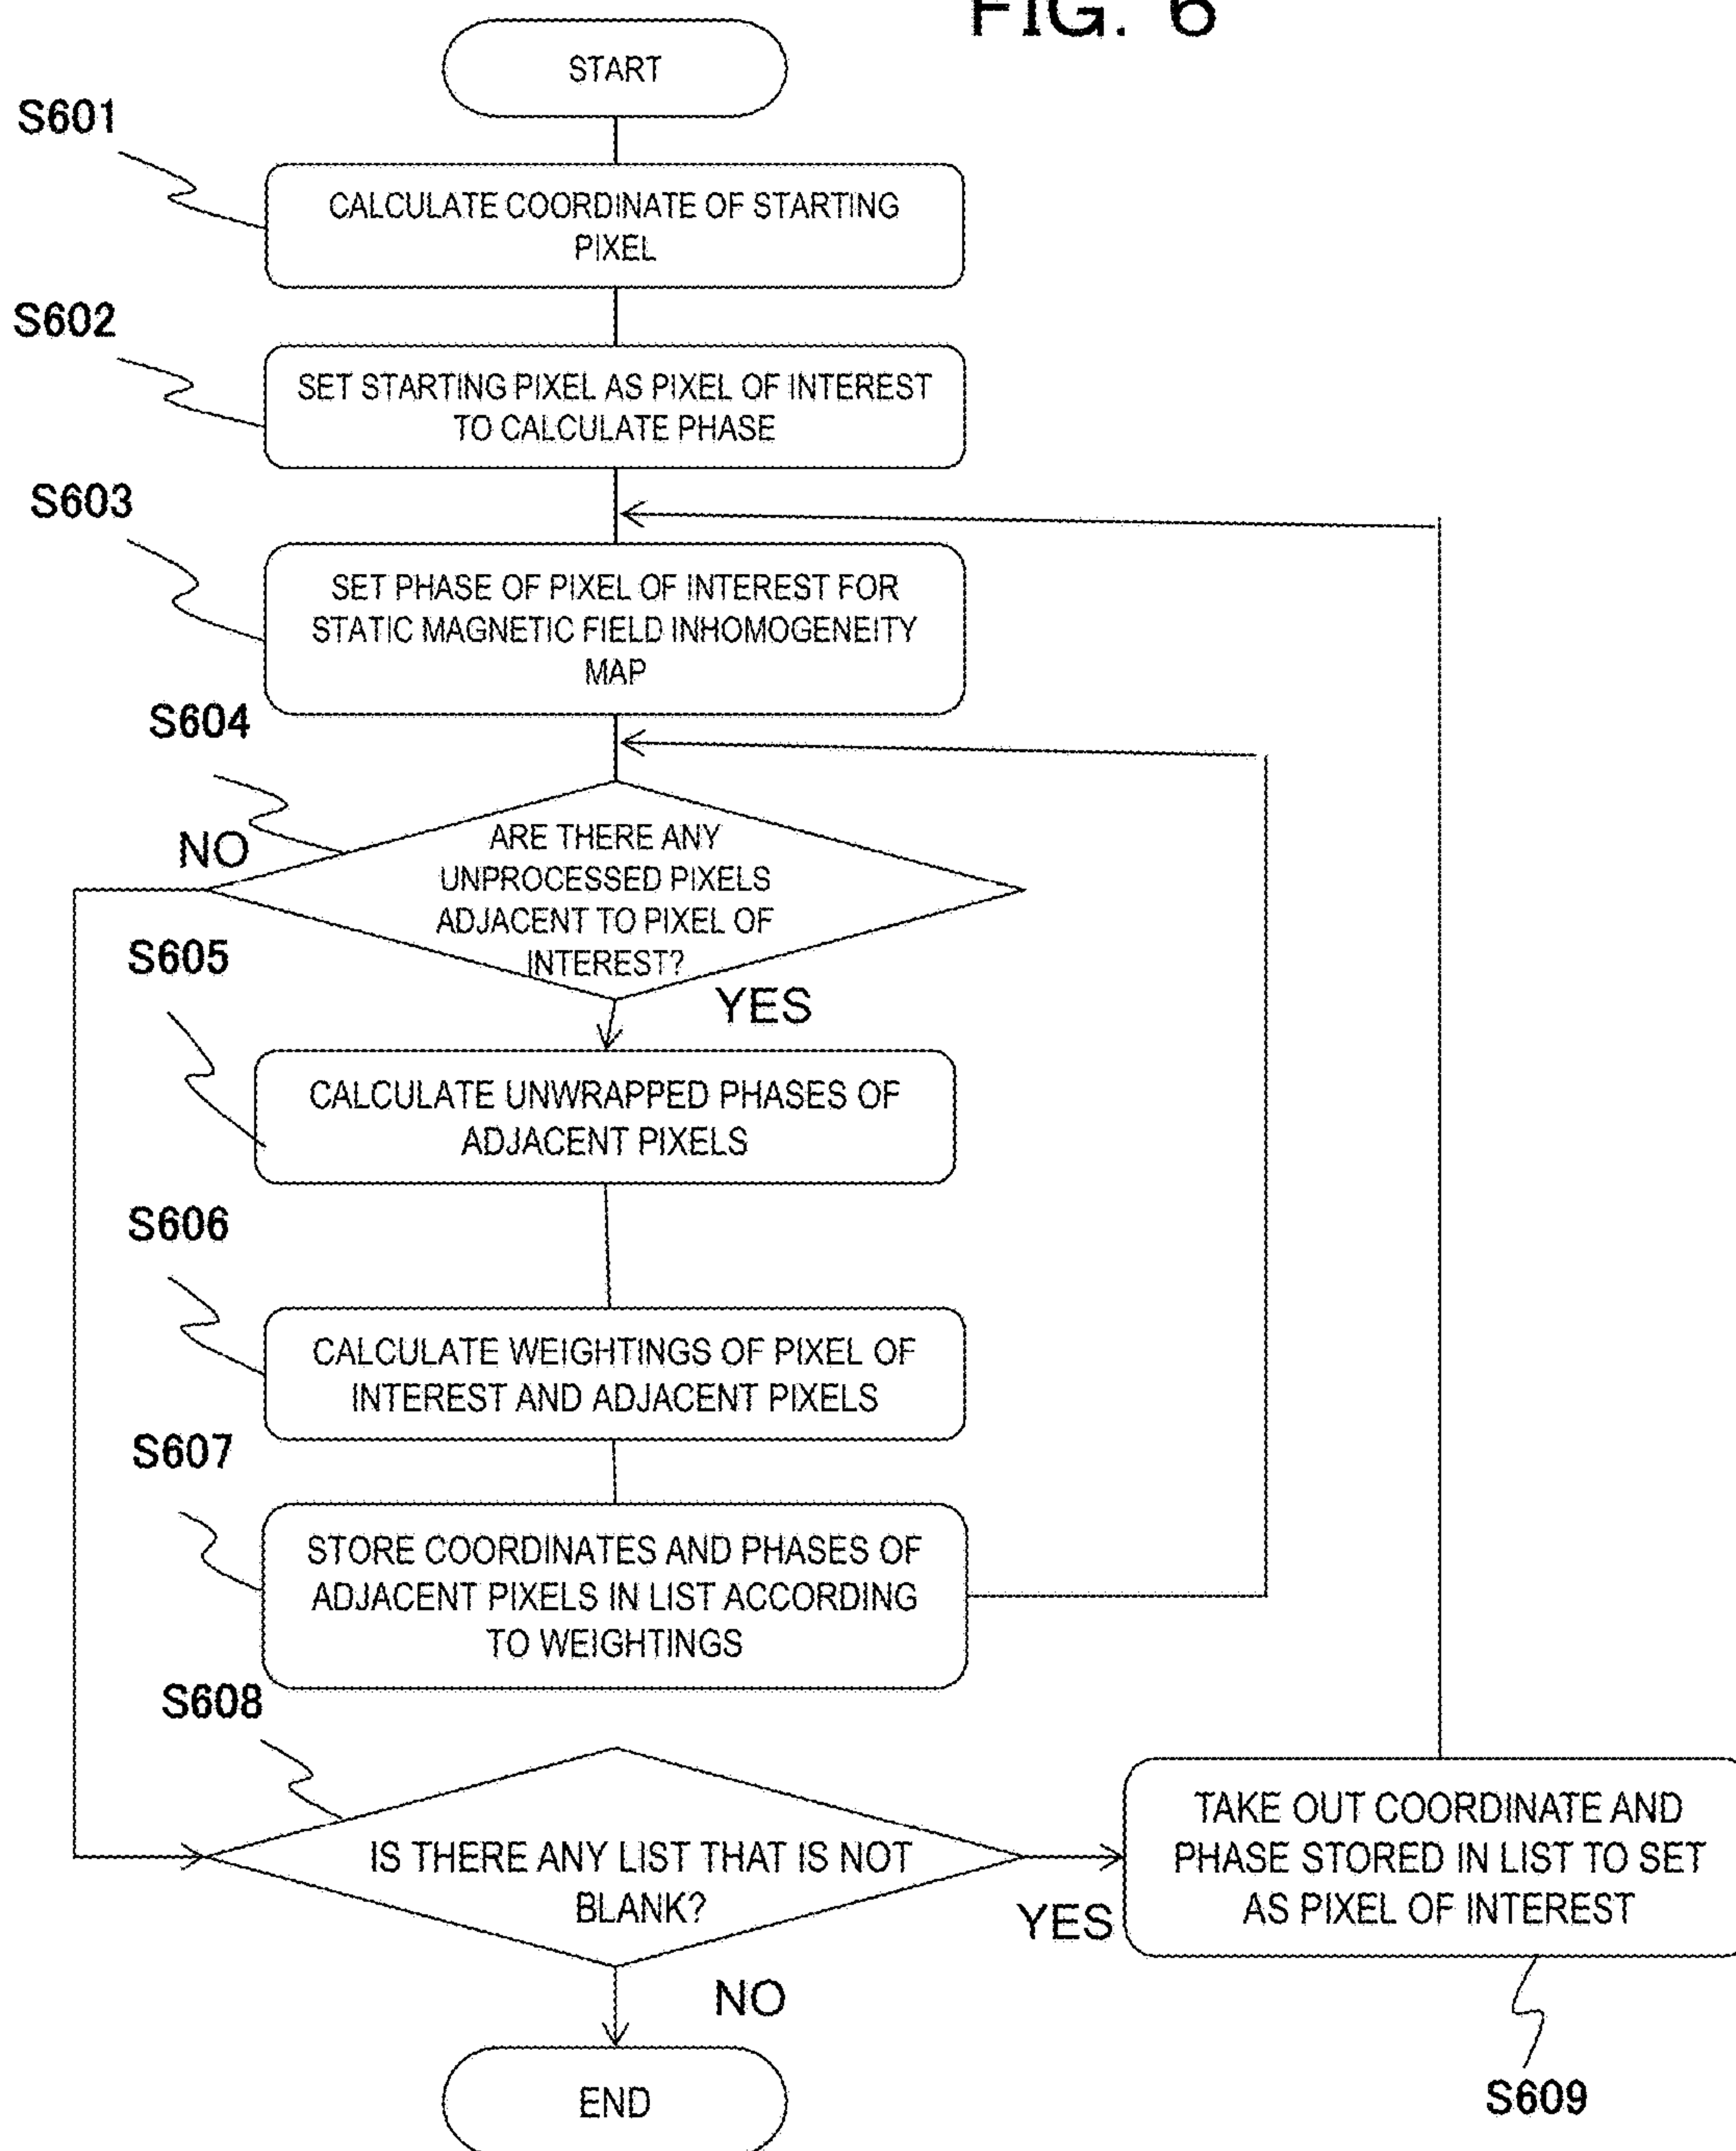 FIG. 6
START
S601
CALCULATE COORDINATE OF STARTING
PIXEL
S602
SET STARTING PIXEL AS PIXEL OF INTEREST
TO CALCULATE PHASE
S603
SET PHASE OF PIXEL OF INTEREST FOR
STATIC MAGNETIC FIELD INHOMOGENEITY
MAP
S604
NO
ARE THERE ANY
UNPROCESSED PIXELS
ADJACENT TO PIXEL OF
INTEREST?
YES
S605
CALCULATE UNWRAPPED PHASES OF
ADJACENT PIXELS
S606
CALCULATE WEIGHTINGS OF PIXEL OF
INTEREST AND ADJACENT PIXELS
S607
STORE COORDINATES AND PHASES OF
ADJACENT PIXELS IN LIST ACCORDING
TO WEIGHTINGS
S608
IS THERE ANY LIST THAT IS NOT
BLANK?
YES
TAKE OUT COORDINATE AND
PHASE STORED IN LIST TO SET
AS PIXEL OF INTEREST
NO
END
S609